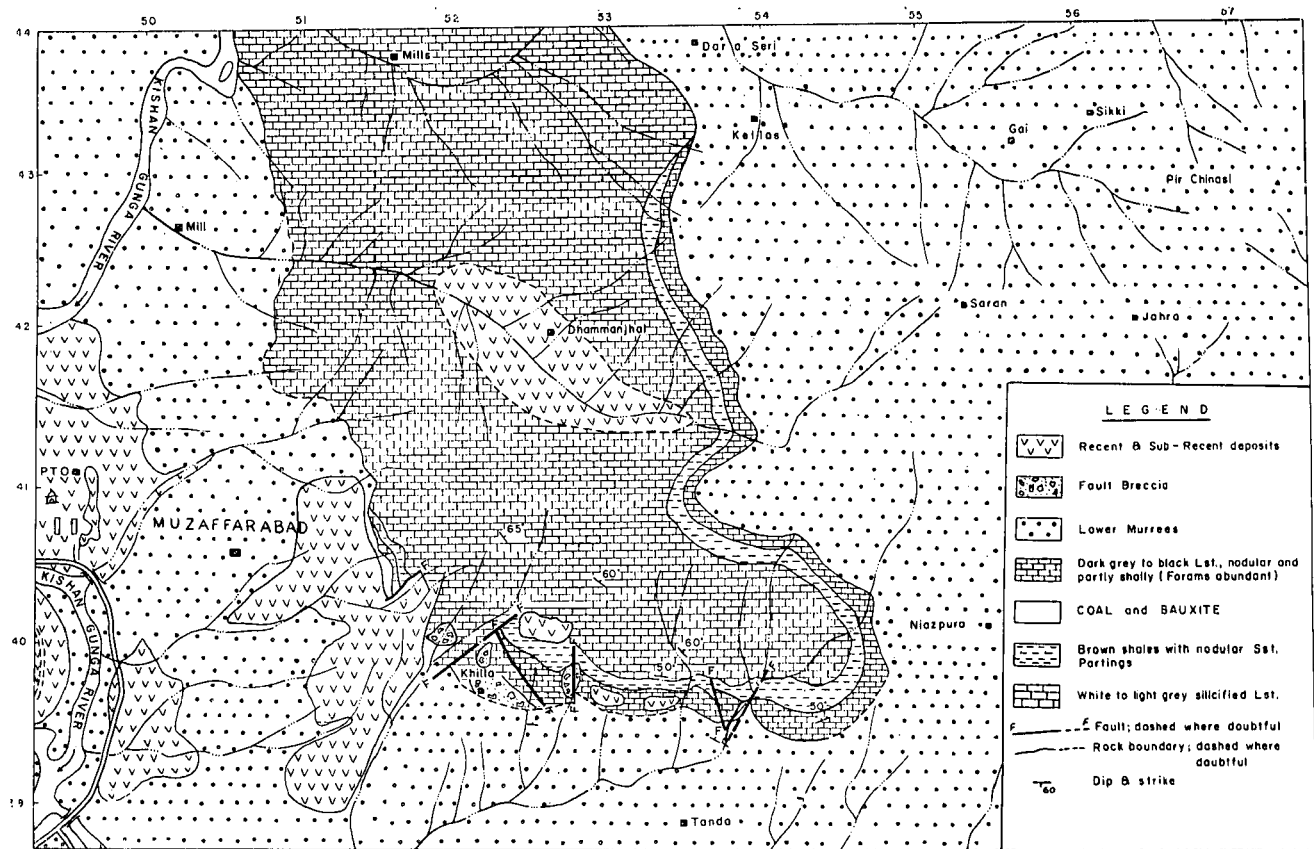 50 51 52 53 54 55 56 57
44
Mills
Dar a Seri
KISHAN GUNGA RIVER
Kellas
Sikki
Gai
43
Pir Chinasi
Mill
Saran
Jahra
42
Dhammanjhal
LEGEND
Recent & Sub-Recent deposits
Fault Breccia
Lower Murrees
Dark grey to black Lst., nodular and
partly shally (Forams abundant)
COAL and BAUXITE
Brown shales with nodular Sst.
Partings
White to light grey silicified Lst.
F F Fault; dashed where doubtful
Rock boundary; dashed where
doubtful
60 Dip & strike
PTO
41
MUZAFFARABAD
65°
60°
F
KISHAN GUNGA RIVER
F
F
40
Niazpura
60°
50°
Khilla
F
F
50°
F
39
Tanda